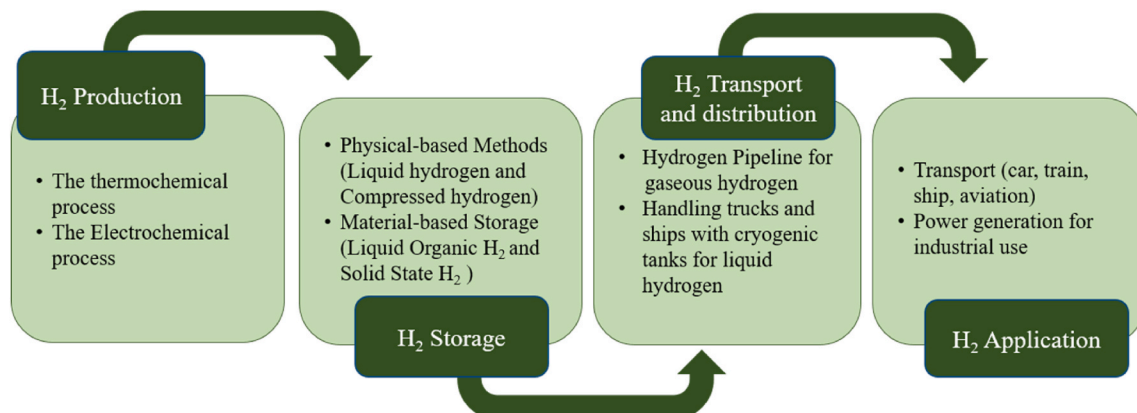 H₂ Production
• The thermochemical
process
• The Electrochemical
process
• Physical-based Methods
(Liquid hydrogen and
Compressed hydrogen)
• Material-based Storage
(Liquid Organic H₂ and
Solid State H₂ )
H₂ Storage
H₂ Transport
and distribution
• Hydrogen Pipeline for
gaseous hydrogen
• Handling trucks and
ships with cryogenic
tanks for liquid
hydrogen
• Transport (car, train,
ship, aviation)
• Power generation for
industrial use
H₂ Application